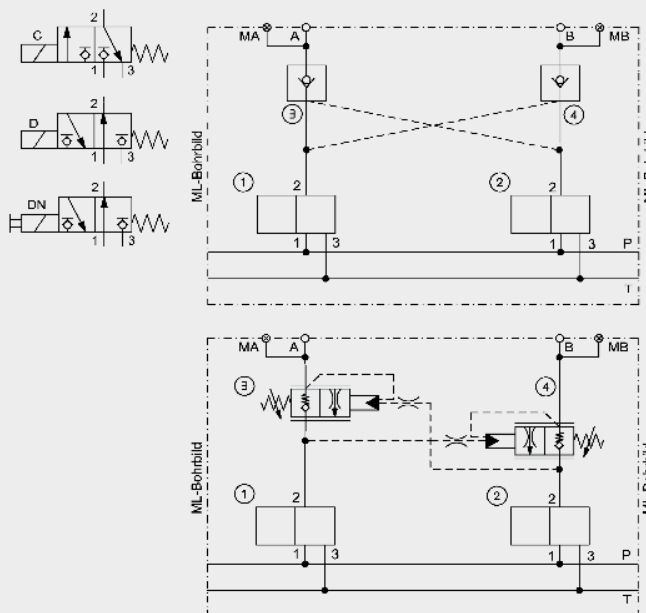 C
2
1 3
D
2
1 3
DN
2
1 3
MA A B MB
3 4
1 2 2 2
1 3 1 3
P
T
ML-Bohrbild
MA A B MB
3 4
1 2 2 2
1 3 1 3
P
T
ML-Bohrbild